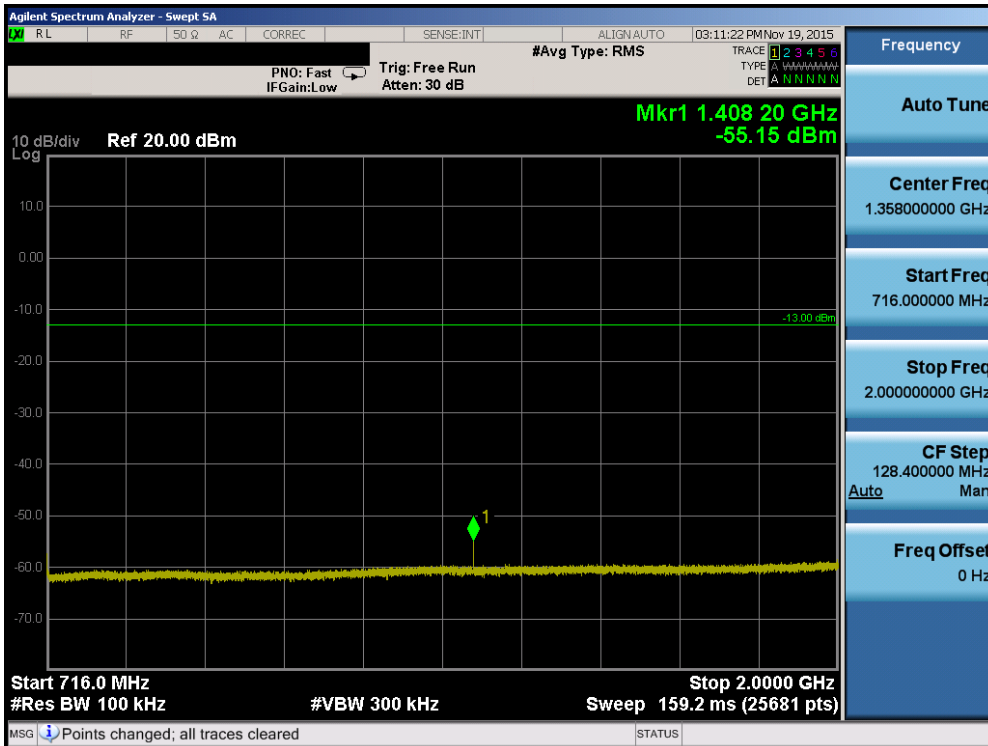 Agilent Spectrum Analyzer - Swept SA
LXI RL RF 50 Ω AC CORREC SENSE:INT ALIGNAUTO 03:11:22 PM Nov 19, 2015
#Avg Type: RMS TRACE 1 2 3 4 5 6
PNO: Fast Trig: Free Run TYPE A WWWWW
IFGain:Low Atten: 30 dB DET A N N N N N
Mkr1 1.408 20 GHz
-55.15 dBm
10 dB/div Ref 20.00 dBm
Log
10.0
0.00
-10.0
-13.00 dBm
-20.0
-30.0
-40.0
-50.0
1
-60.0
-70.0
Start 716.0 MHz Stop 2.0000 GHz
#Res BW 100 kHz #VBW 300 kHz Sweep 159.2 ms (25681 pts)
MSG Points changed; all traces cleared STATUS
Frequency
Auto Tune
Center Freq
1.358000000 GHz
Start Freq
716.000000 MHz
Stop Freq
2.000000000 GHz
CF Step
128.400000 MHz
Auto Man
Freq Offset
0 Hz